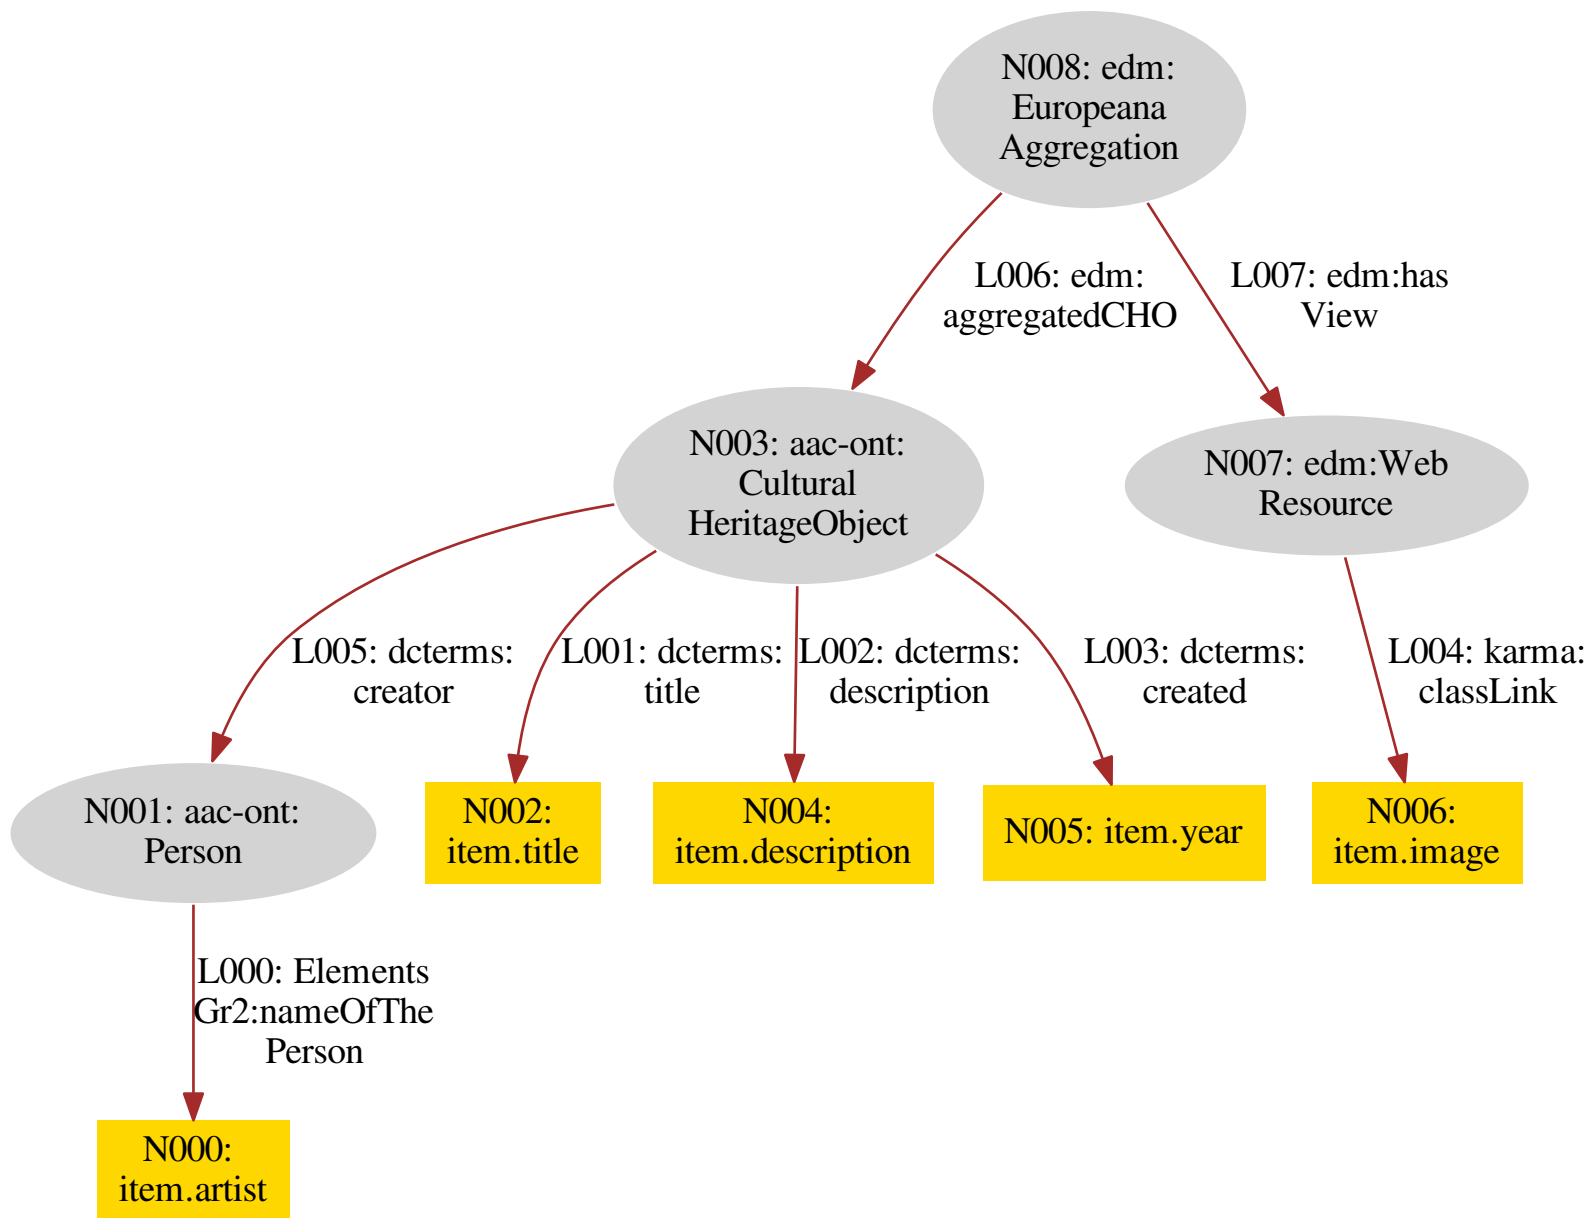 N008: edm:
Europeana
Aggregation
L006: edm:
aggregatedCHO
L007: edm:has
View
N003: aac-ont:
Cultural
HeritageObject
N007: edm:Web
Resource
L005: dcterms:
creator
L001: dcterms:
title
L002: dcterms:
description
L003: dcterms:
created
L004: karma:
classLink
N001: aac-ont:
Person
N002:
item.title
N004:
item.description
N005: item.year
N006:
item.image
L000: Elements
Gr2:nameOfThe
Person
N000:
item.artist